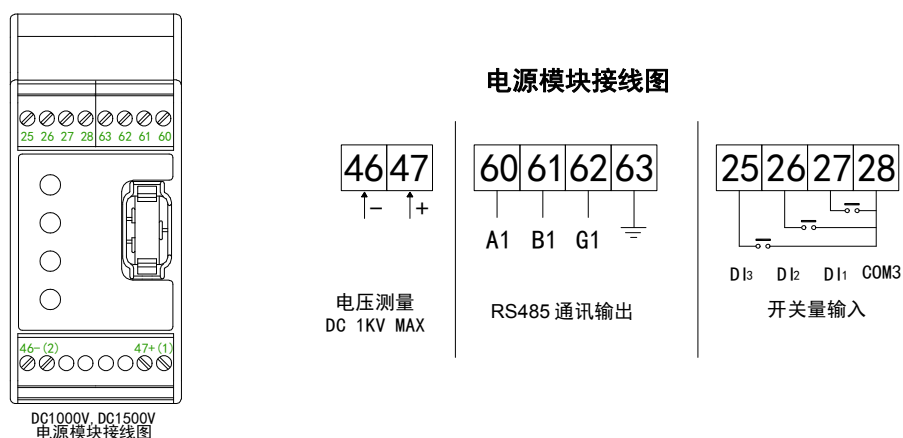 25 26 27 28 63 62 61 60
46-(2) 47+(1)
DC1000V, DC1500V
电源模块接线图
电源模块接线图
46 47
- +
电压测量
DC 1KV MAX
60 61 62 63
A1 B1 G1
RS485 通讯输出
25 26 27 28
DI3 DI2 DI1 COM3
开关量输入